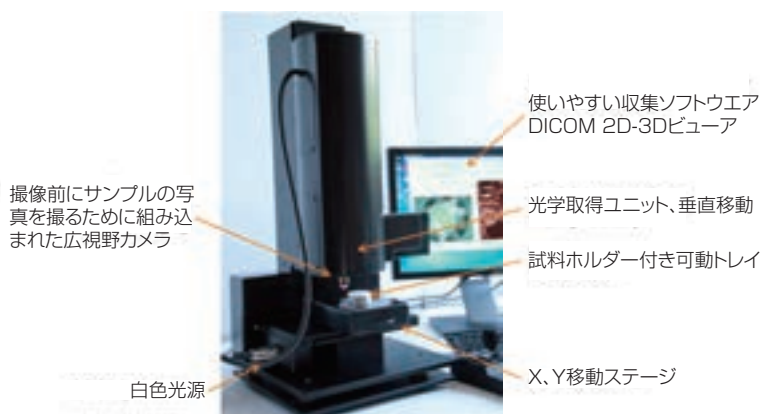 使いやすい収集ソフトウエア
DICOM 2D-3Dビューア
撮像前にサンプルの写
真を撮るために組み込
まれた広視野カメラ
光学取得ユニット、垂直移動
試料ホルダー付き可動トレイ
X、Y移動ステージ
白色光源